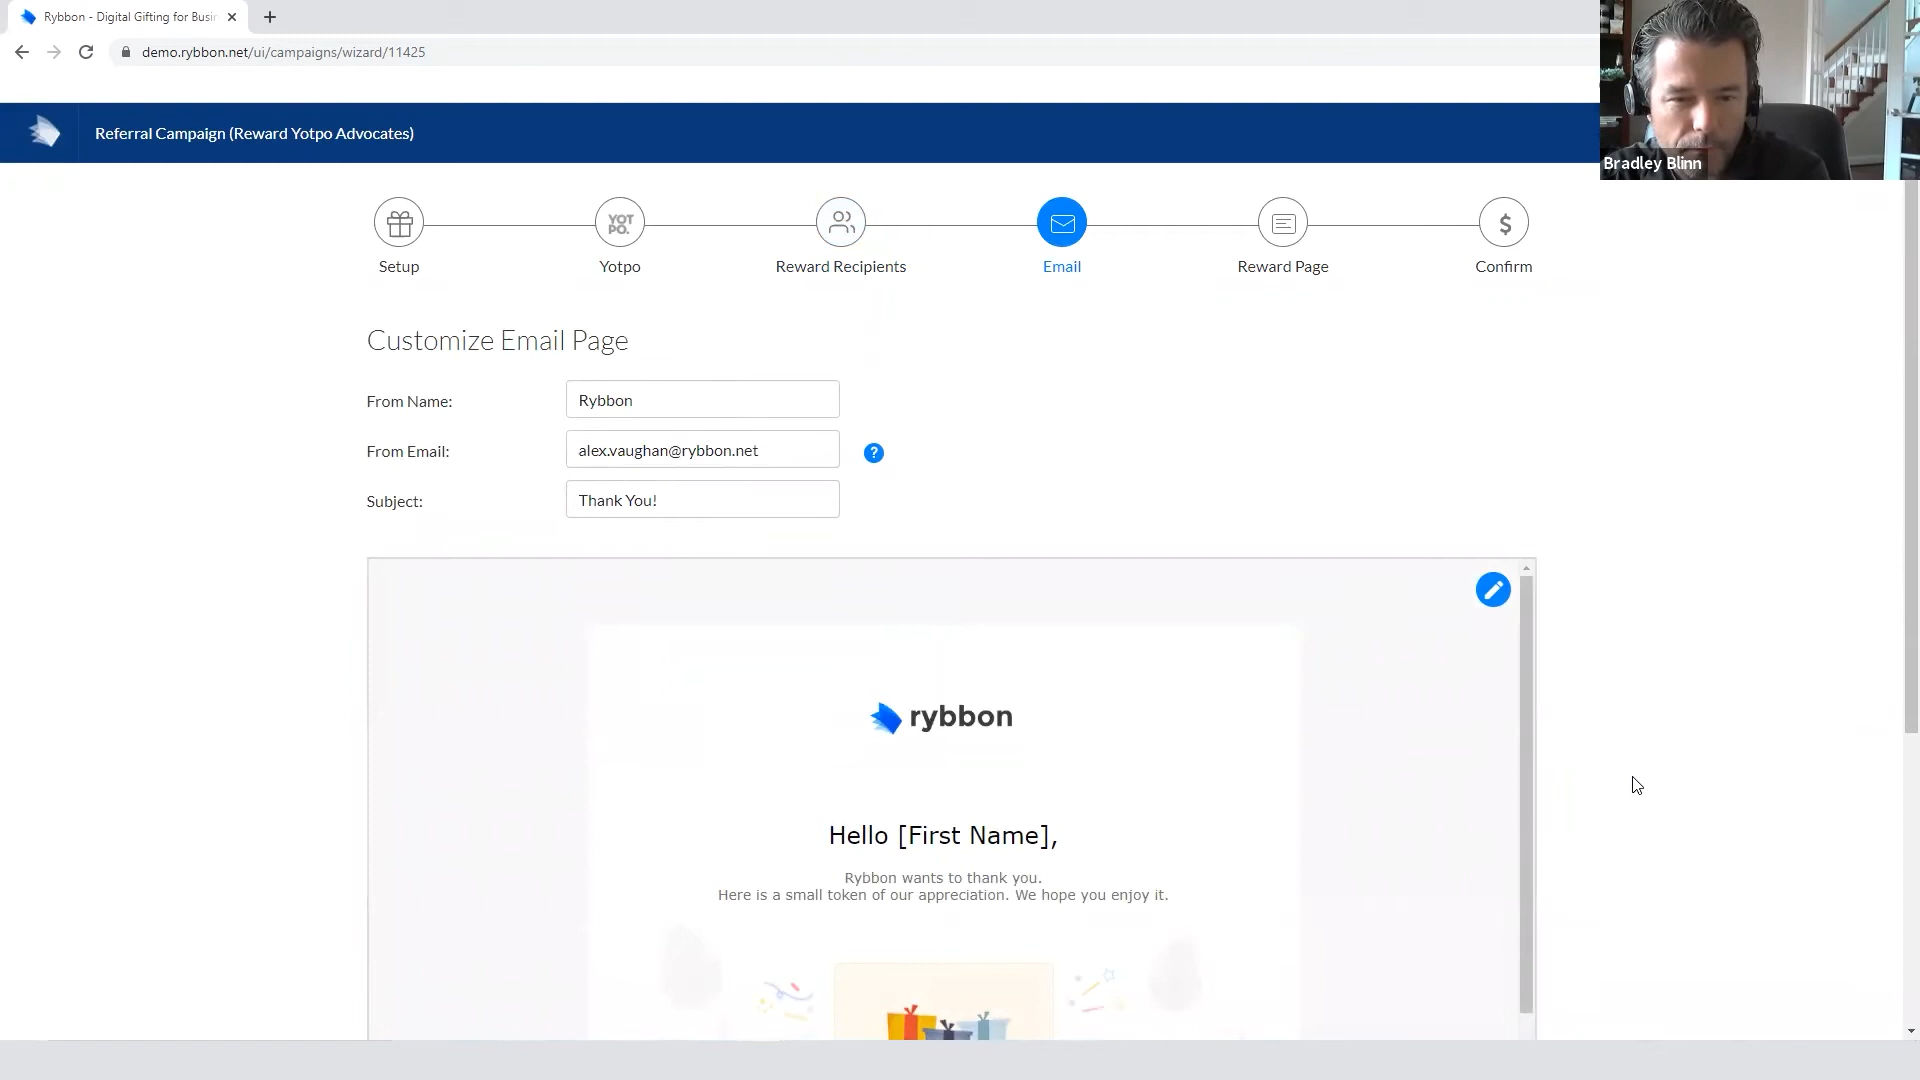 Rybbon - Digital Gifting for Busin
demo.rybbon.net/ui/campaigns/wizard/11425
Bradley Blinn
Referral Campaign (Reward Yotpo Advocates)
YOT
PO.
$
Setup
Yotpo
Reward Recipients
Email
Reward Page
Confirm
Customize Email Page
From Name:
Rybbon
From Email:
alex.vaughan@rybbon.net
?
Subject:
Thank You!
rybbon
Hello [First Name],
Rybbon wants to thank you.
Here is a small token of our appreciation. We hope you enjoy it.